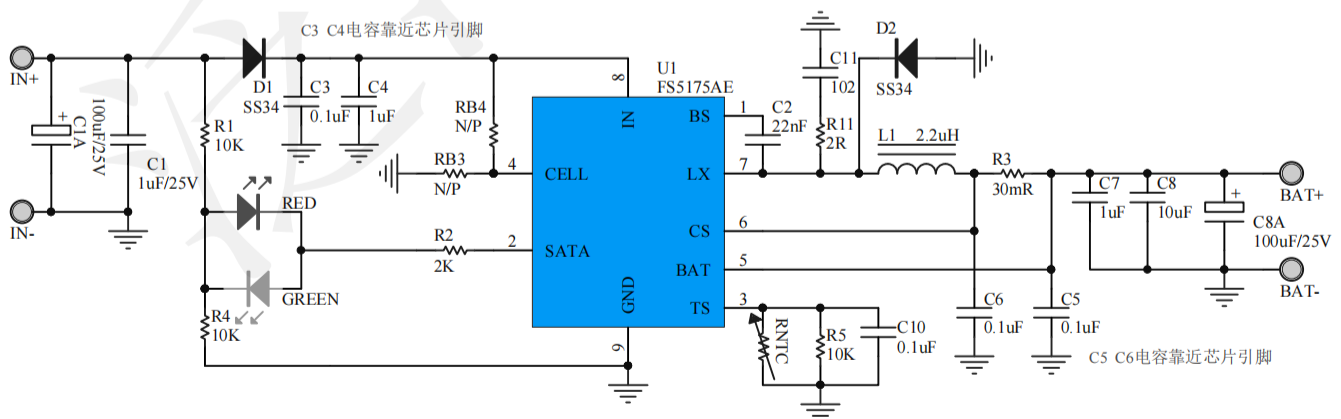 C3 C4电容靠近芯片引脚
IN+
IN-
C1A
100uF/25V
C1
1uF/25V
R1
10K
D1
SS34
C3
0.1uF
C4
1uF
RB4
N/P
RB3
N/P
RED
GREEN
R2
2K
R4
10K
U1
FS5175AE
8
IN
4
CELL
2
SATA
GND
9
BS
1
LX
7
CS
6
BAT
5
TS
3
C2
22nF
C11
102
R11
2R
D2
SS34
L1
2.2uH
R3
30mR
C7
1uF
C8
10uF
C8A
100uF/25V
BAT+
BAT-
RNTC
R5
10K
C10
0.1uF
C6
0.1uF
C5
0.1uF
C5 C6电容靠近芯片引脚
+
+